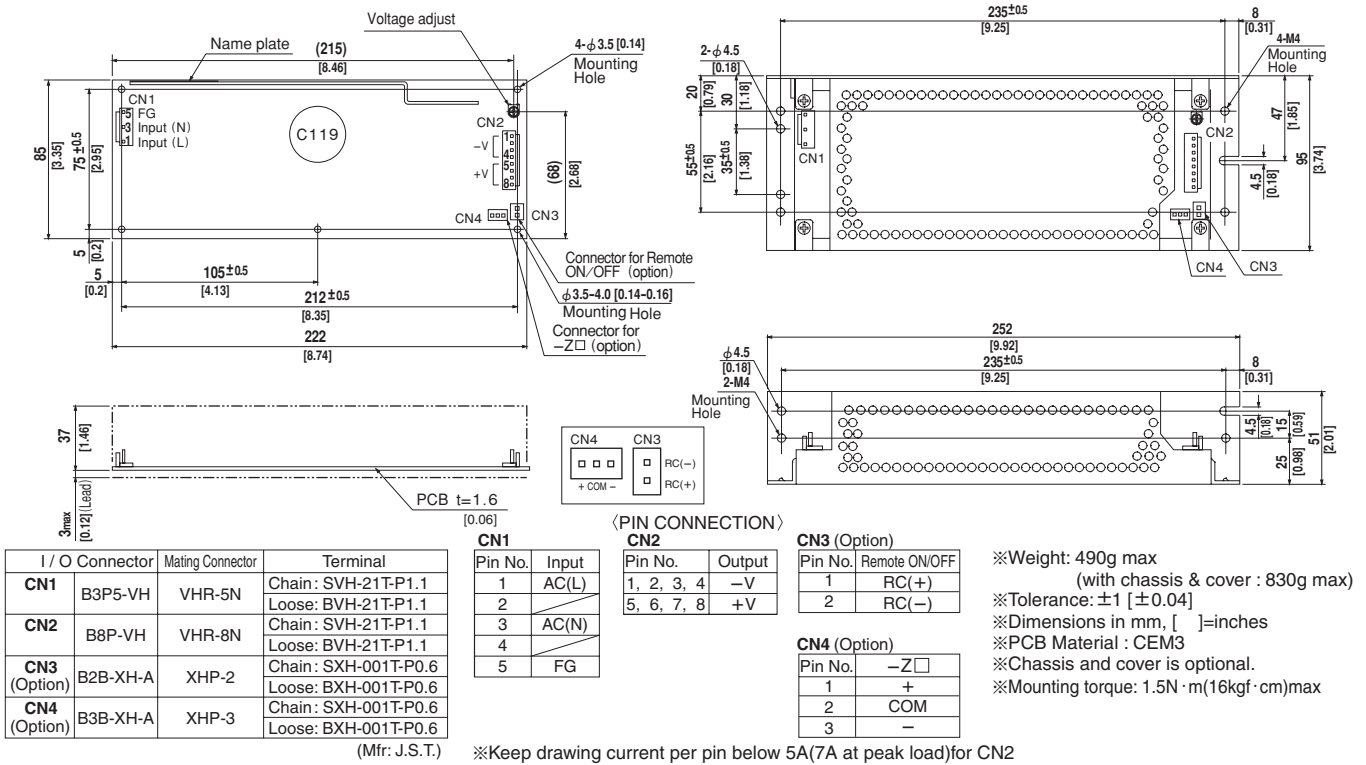 Voltage adjust
Name plate
(215)
[8.46]
4-φ3.5 [0.14]
Mounting
Hole
CN1
5 FG
3 Input (N)
1 Input (L)
C119
CN2
1
−V
4
5
+V
8
CN4
CN3
85
[3.35]
75±0.5
[2.95]
(68)
[2.68]
5
[0.2]
5
[0.2]
105±0.5
[4.13]
212±0.5
[8.35]
222
[8.74]
Connector for Remote
ON/OFF (option)
φ3.5-4.0 [0.14-0.16]
Mounting Hole
Connector for
−Z□ (option)
235±0.5
[9.25]
8
[0.31]
2-φ4.5
[0.18]
4-M4
Mounting
Hole
20
[0.79]
30
[1.18]
55±0.5
[2.16]
35±0.5
[1.38]
CN1
CN2
47
[1.85]
4.5
[0.18]
95
[3.74]
CN4
CN3
252
[9.92]
235±0.5
[9.25]
8
[0.31]
φ4.5
[0.18]
2-M4
Mounting
Hole
4.5
[0.18]
15
[0.59]
25
[0.98]
51
[2.01]
37
[1.46]
3max
[0.12](Lead)
PCB t=1.6
[0.06]
CN4 CN3
RC(−)
RC(+)
+ COM −
〈PIN CONNECTION〉
I / O Connector Mating Connector Terminal
CN1 B3P5-VH VHR-5N Chain : SVH-21T-P1.1
Loose: BVH-21T-P1.1
CN2 B8P-VH VHR-8N Chain : SVH-21T-P1.1
Loose: BVH-21T-P1.1
CN3 (Option) B2B-XH-A XHP-2 Chain : SXH-001T-P0.6
Loose: BXH-001T-P0.6
CN4 (Option) B3B-XH-A XHP-3 Chain : SXH-001T-P0.6
Loose: BXH-001T-P0.6
(Mfr: J.S.T.)
CN1
Pin No. Input
1 AC(L)
2
3 AC(N)
4
5 FG
CN2
Pin No. Output
1, 2, 3, 4 −V
5, 6, 7, 8 +V
CN3 (Option)
Pin No. Remote ON/OFF
1 RC(+)
2 RC(−)
CN4 (Option)
Pin No. −Z□
1 +
2 COM
3 −
※Weight: 490g max
(with chassis & cover : 830g max)
※Tolerance: ±1 [±0.04]
※Dimensions in mm, [ ]=inches
※PCB Material : CEM3
※Chassis and cover is optional.
※Mounting torque: 1.5N·m(16kgf·cm)max
※Keep drawing current per pin below 5A(7A at peak load)for CN2